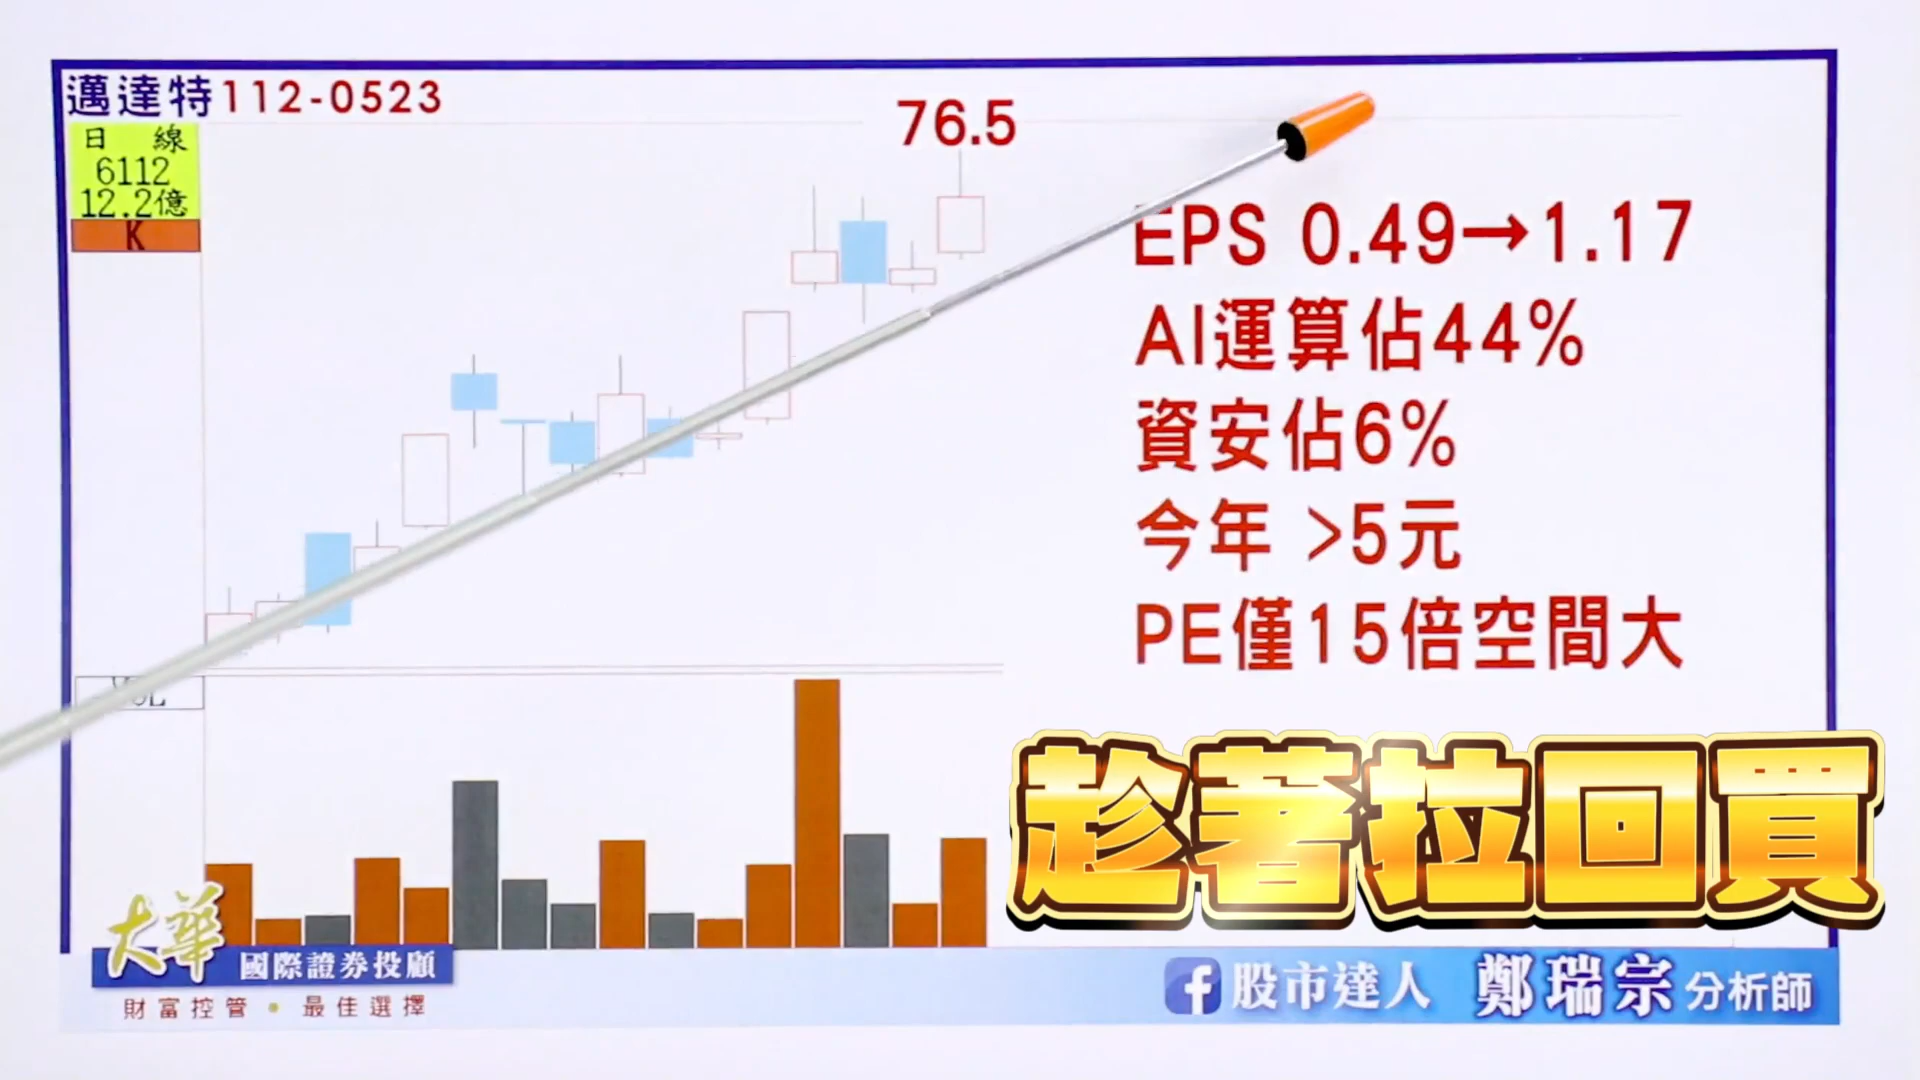 邁達特112-0523
日 線
6112
12.2億
K
76.5
EPS 0.49→1.17
AI運算佔44%
資安佔6%
今年 >5元
PE僅15倍空間大
VOL
趁著拉回買
大華
國際證券投顧
財富控管·最佳選擇
股市達人 鄭瑞宗 分析師